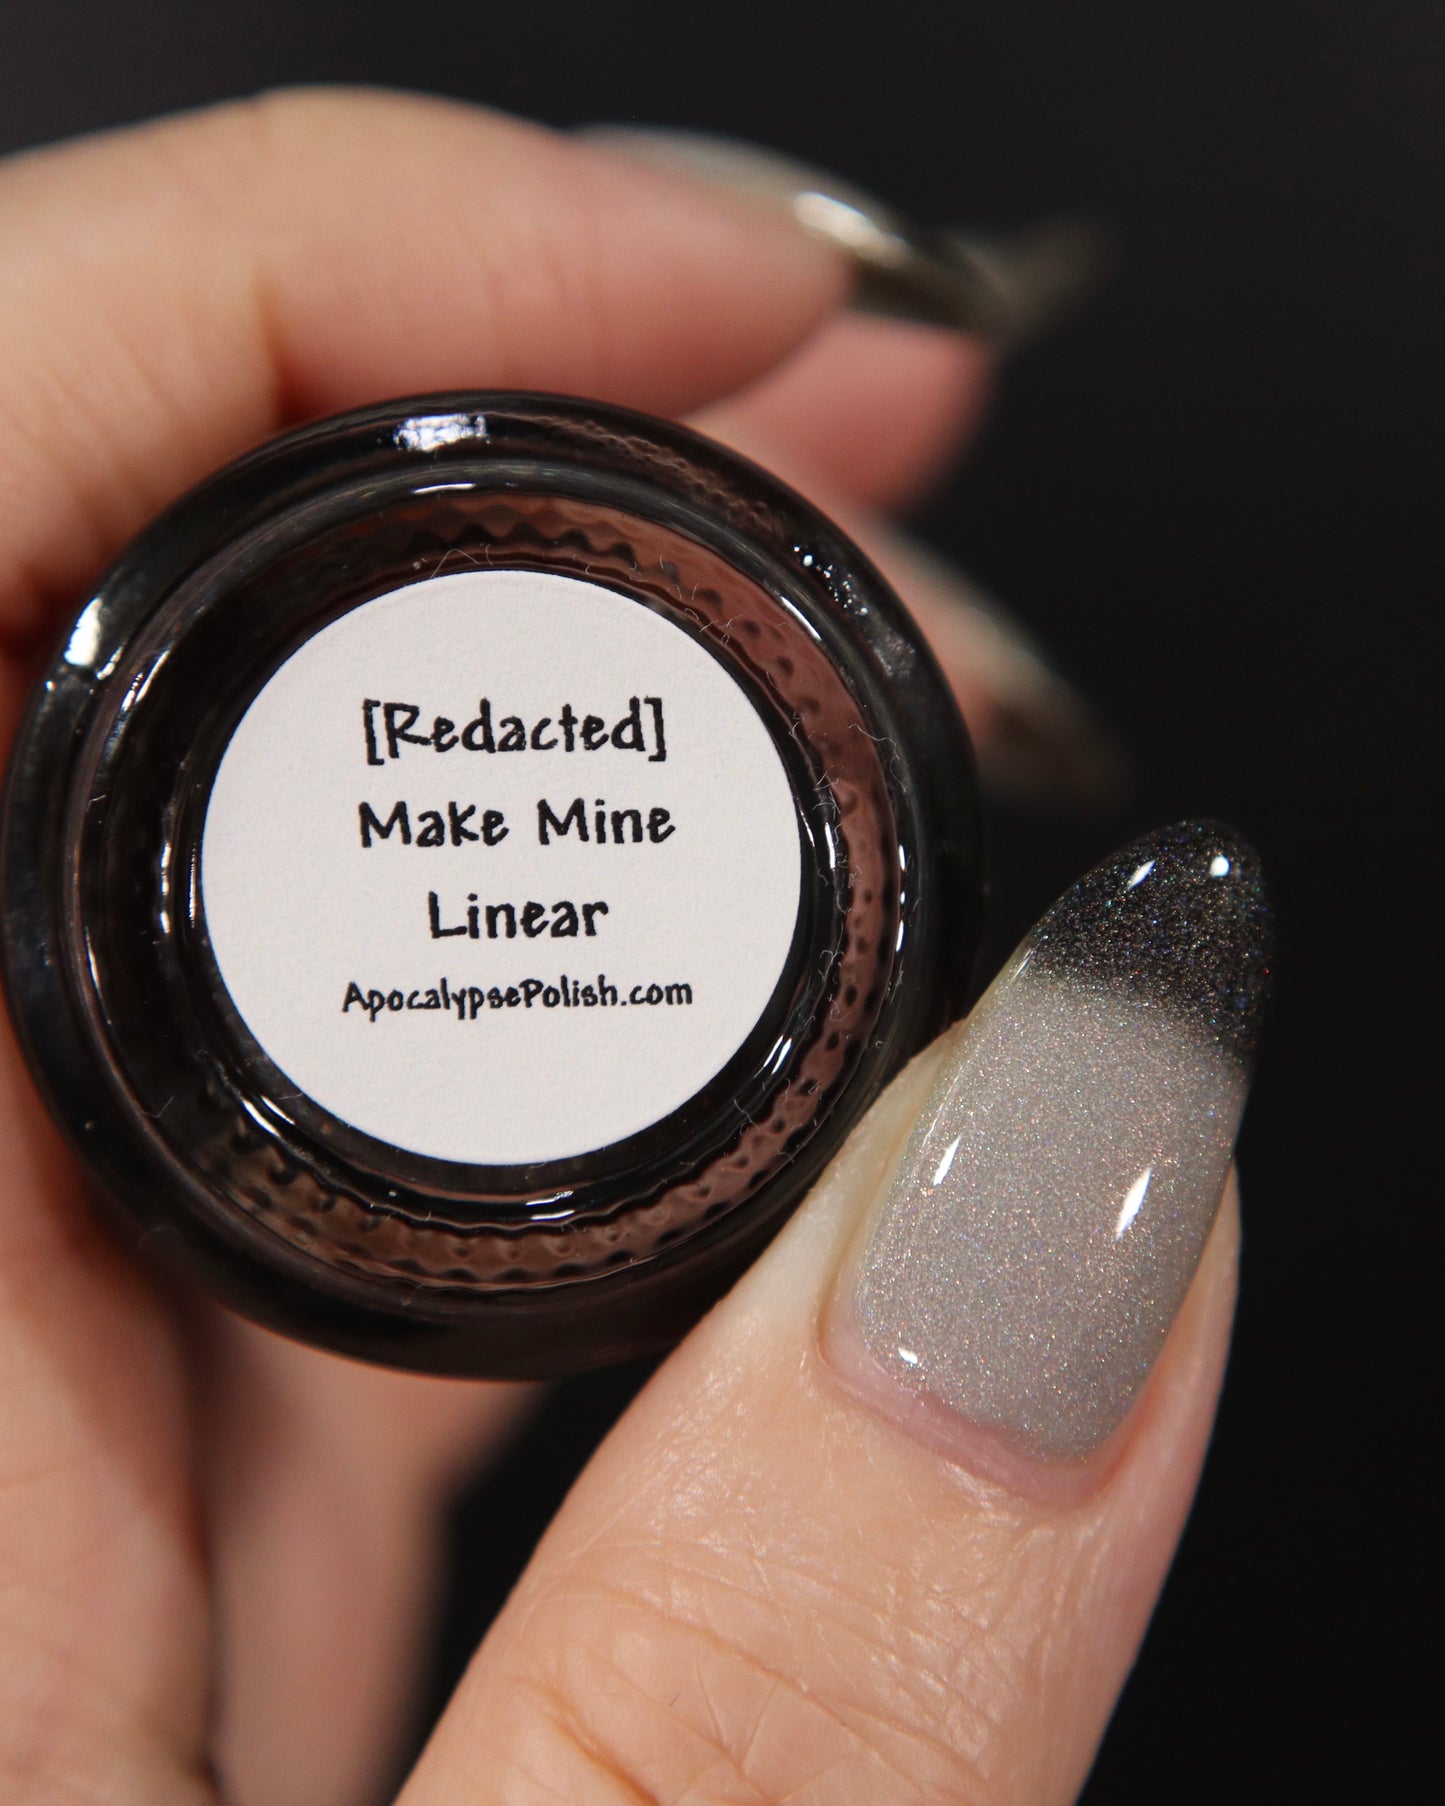 [Redacted]
Make Mine
Linear
ApocalypsePolish.com